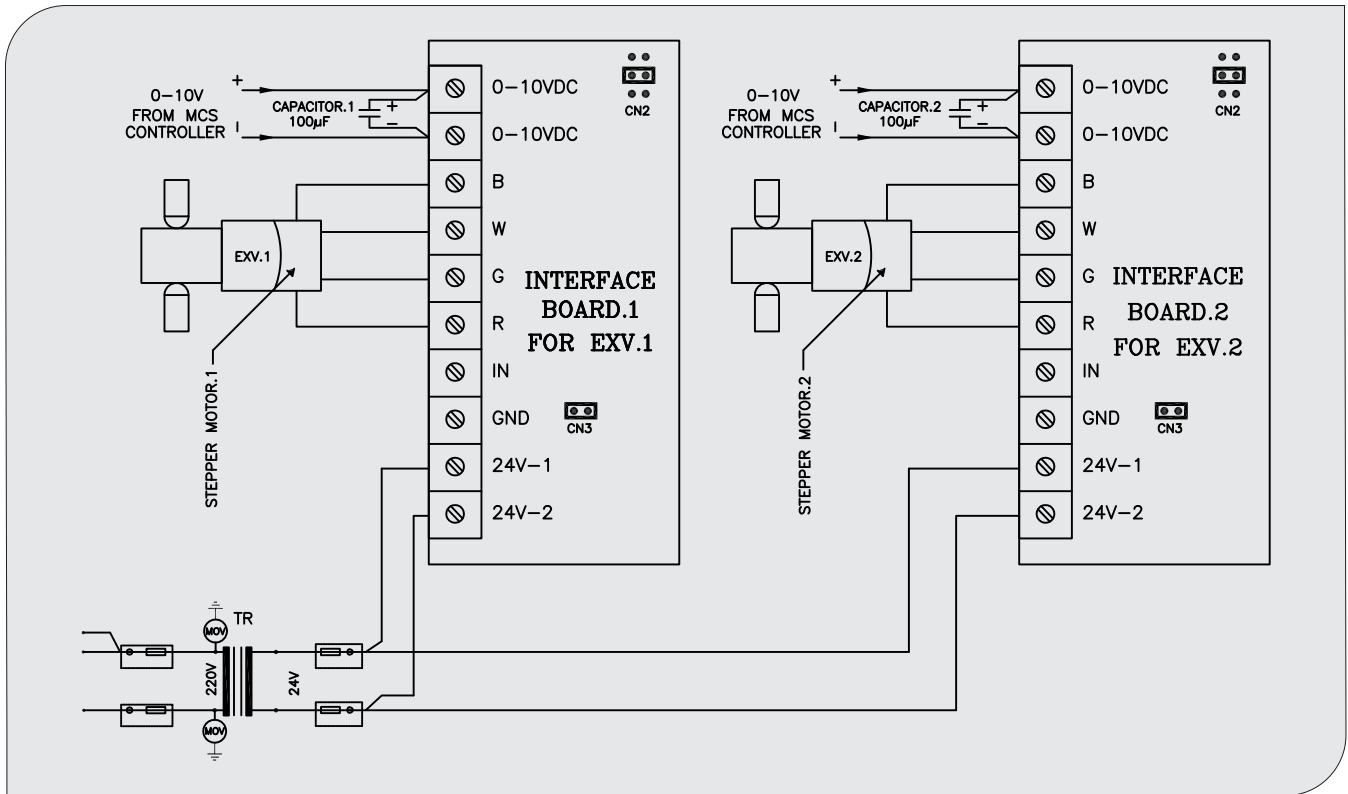 0-10V
FROM MCS
CONTROLLER
+
-
CAPACITOR.1
100µF
+
-
0-10VDC
0-10VDC
B
W
G
R
IN
GND
24V-1
24V-2
CN2
INTERFACE
BOARD.1
FOR EXV.1
CN3
EXV.1
STEPPER MOTOR.1
0-10V
FROM MCS
CONTROLLER
+
-
CAPACITOR.2
100µF
+
-
0-10VDC
0-10VDC
B
W
G
R
IN
GND
24V-1
24V-2
CN2
INTERFACE
BOARD.2
FOR EXV.2
CN3
EXV.2
STEPPER MOTOR.2
MOV
TR
220V
24V
MOV